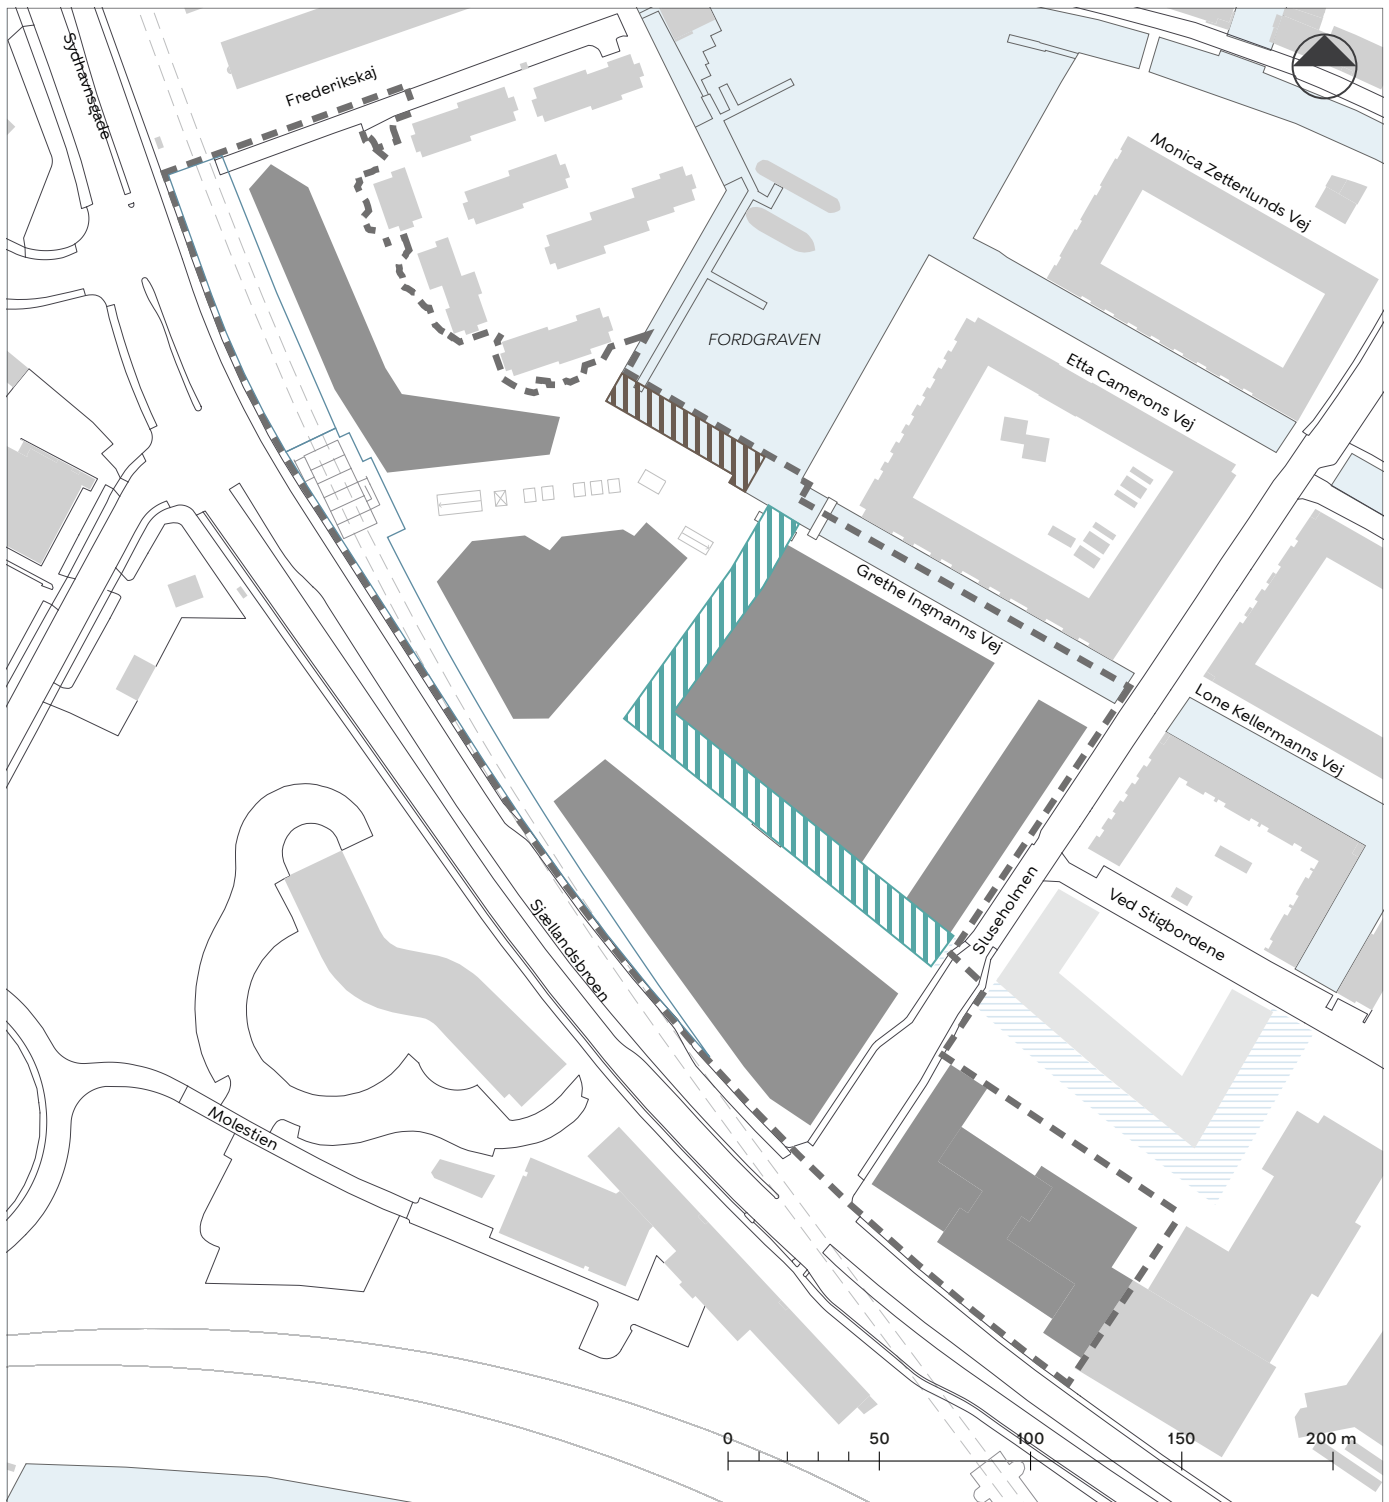 Sydhavnsgade
Frederikskaj
Monica Zetterlunds Vej
FORDGRAVEN
Etta Camerons Vej
Grethe Ingmanns Vej
Lone Kellermanns Vej
Sluseholmen
Ved Stigbordene
Sjællandsbroen
Molestien
0 50 100 150 200 m